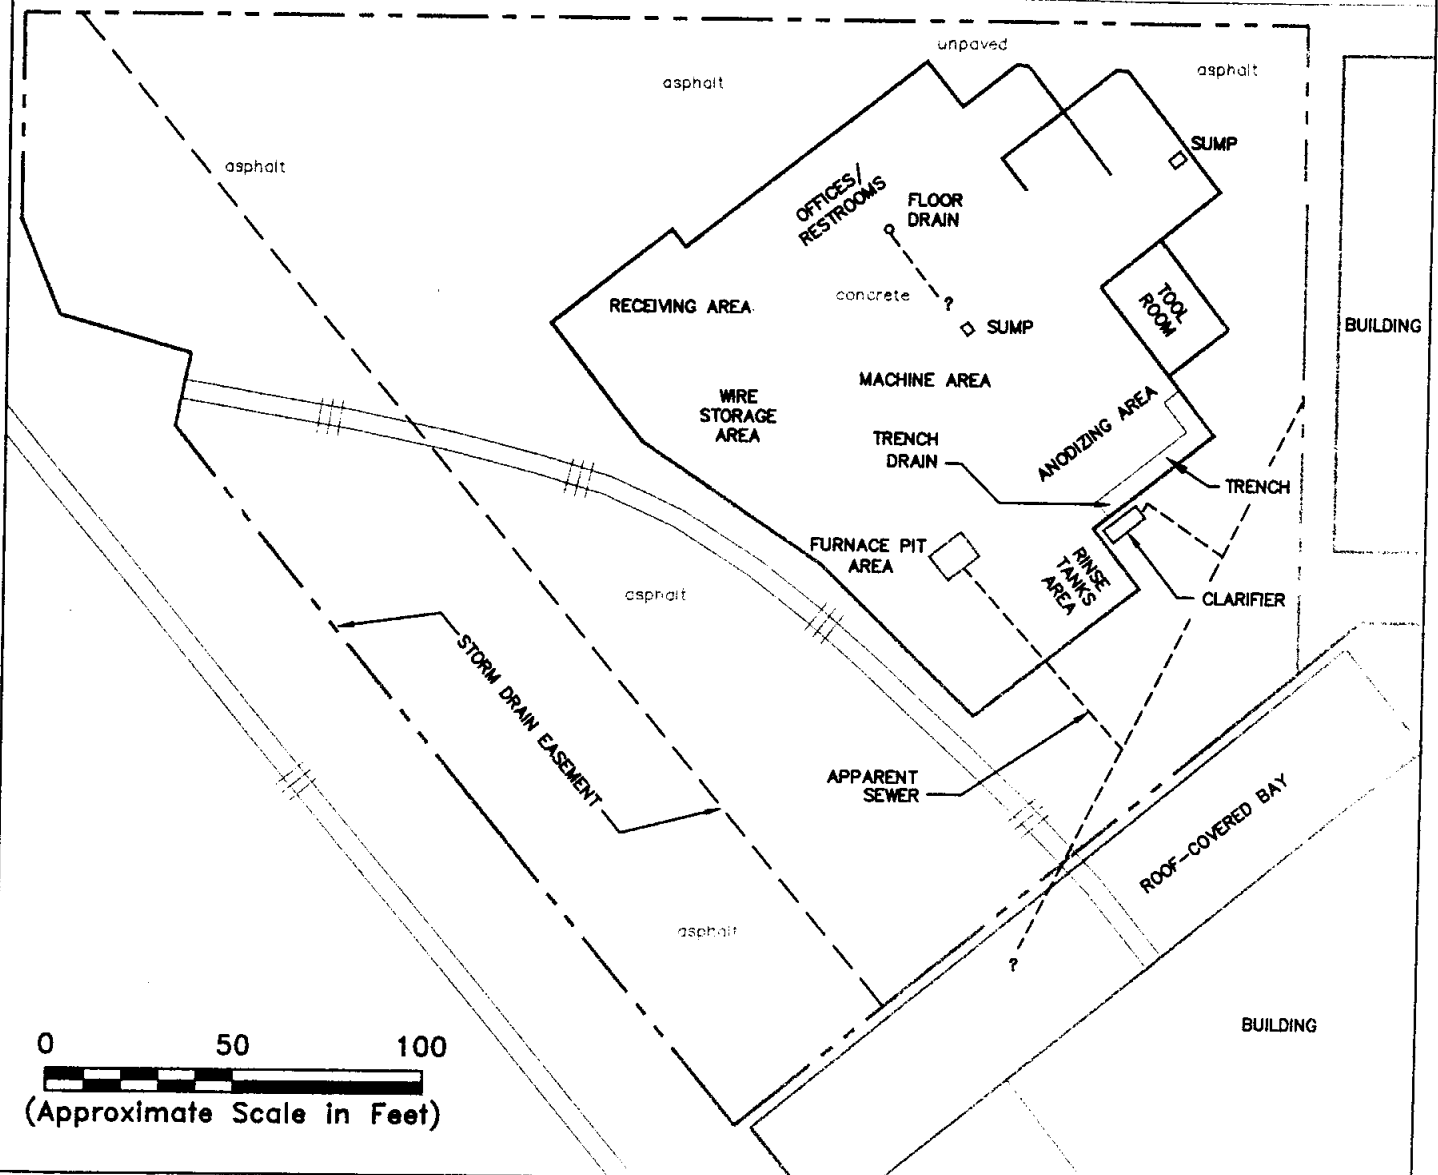 unpaved
asphalt
asphalt
asphalt
SUMP
OFFICES/
RESTROOMS
FLOOR
DRAIN
concrete
?
RECEIVING AREA
SUMP
TOOL
ROOM
BUILDING
MACHINE AREA
WIRE
STORAGE
AREA
ANODIZING AREA
TRENCH
DRAIN
TRENCH
FURNACE PIT
AREA
RINSE
TANKS
AREA
CLARIFIER
asphalt
STORM DRAIN EASEMENT
APPARENT
SEWER
ROOF-COVERED BAY
asphalt
?
BUILDING
0 50 100
(Approximate Scale in Feet)